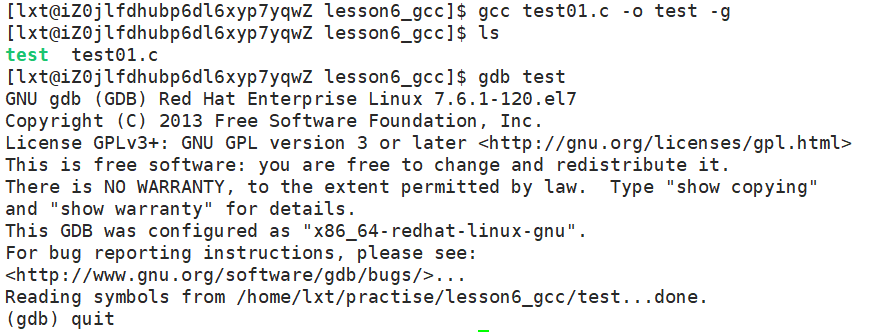 [lxt@iZ0jlfdhubp6dl6xyp7yqwZ lesson6_gcc]$ gcc test01.c -o test -g
[lxt@iZ0jlfdhubp6dl6xyp7yqwZ lesson6_gcc]$ ls
test  test01.c
[lxt@iZ0jlfdhubp6dl6xyp7yqwZ lesson6_gcc]$ gdb test
GNU gdb (GDB) Red Hat Enterprise Linux 7.6.1-120.el7
Copyright (C) 2013 Free Software Foundation, Inc.
License GPLv3+: GNU GPL version 3 or later <http://gnu.org/licenses/gpl.html>
This is free software: you are free to change and redistribute it.
There is NO WARRANTY, to the extent permitted by law.  Type "show copying"
and "show warranty" for details.
This GDB was configured as "x86_64-redhat-linux-gnu".
For bug reporting instructions, please see:
<http://www.gnu.org/software/gdb/bugs/>...
Reading symbols from /home/lxt/practise/lesson6_gcc/test...done.
(gdb) quit